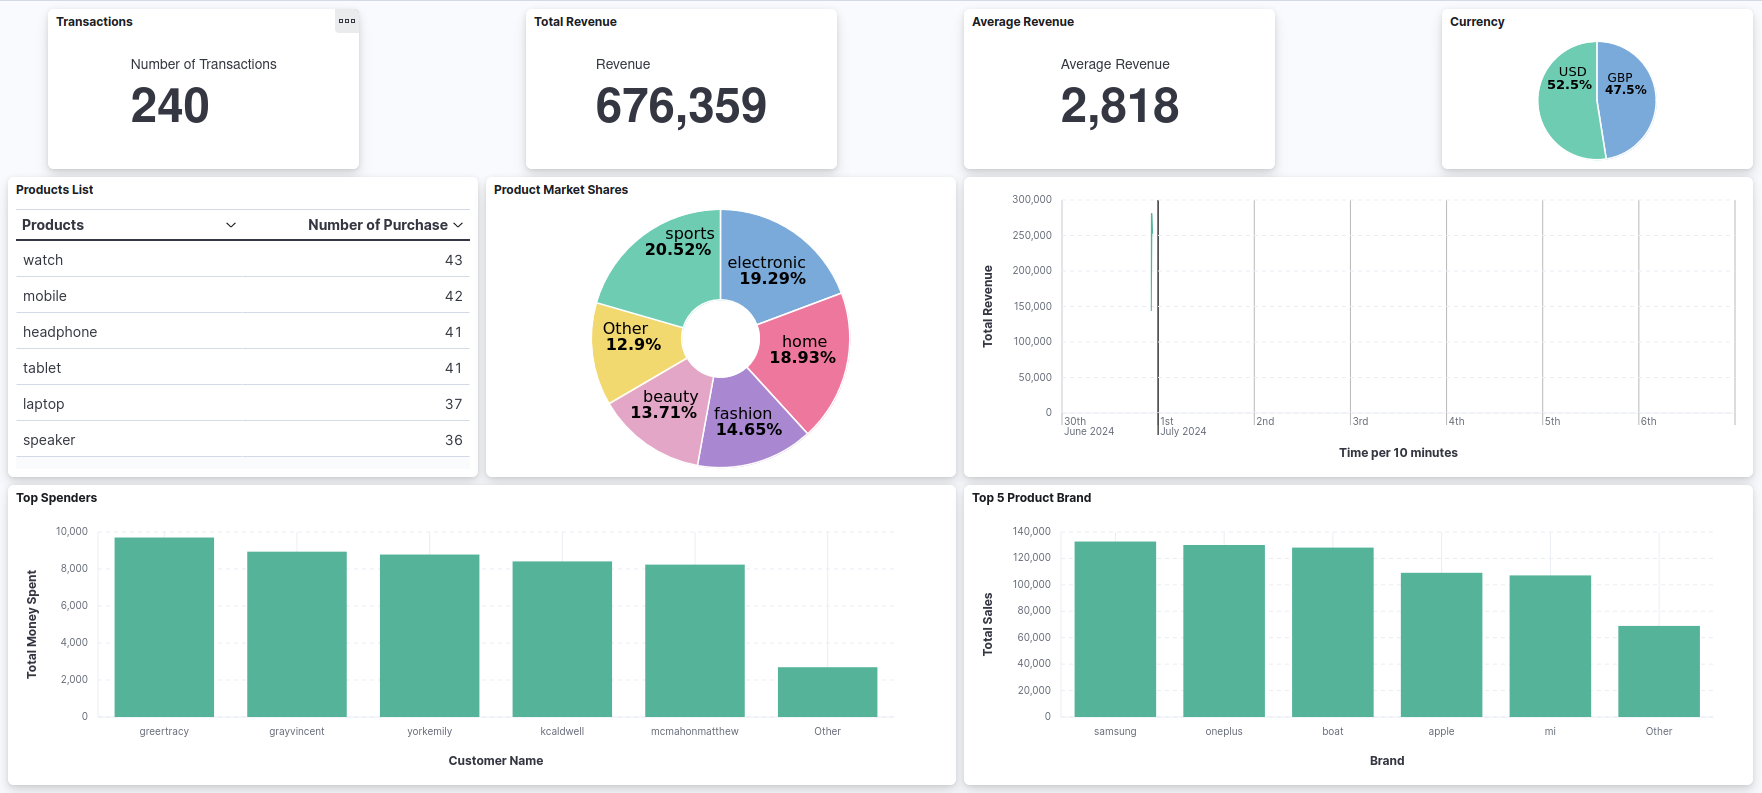 Transactions
Number of Transactions
240
Total Revenue
Revenue
676,359
Average Revenue
Average Revenue
2,818
Currency
USD
52.5%
GBP
47.5%
Products List
Products Number of Purchase
watch 43
mobile 42
headphone 41
tablet 41
laptop 37
speaker 36
Product Market Shares
sports
20.52%
electronic
19.29%
Other
12.9%
home
18.93%
beauty
13.71%
fashion
14.65%
Total Revenue
300,000
250,000
200,000
150,000
100,000
50,000
0
30th 1st 2nd 3rd 4th 5th 6th
June 2024 July 2024
Time per 10 minutes
Top Spenders
Total Money Spent
10,000
8,000
6,000
4,000
2,000
0
greertracy grayvincent yorkemily kcaldwell mcmahonmatthew Other
Customer Name
Top 5 Product Brand
Total Sales
140,000
120,000
100,000
80,000
60,000
40,000
20,000
0
samsung oneplus boat apple mi Other
Brand